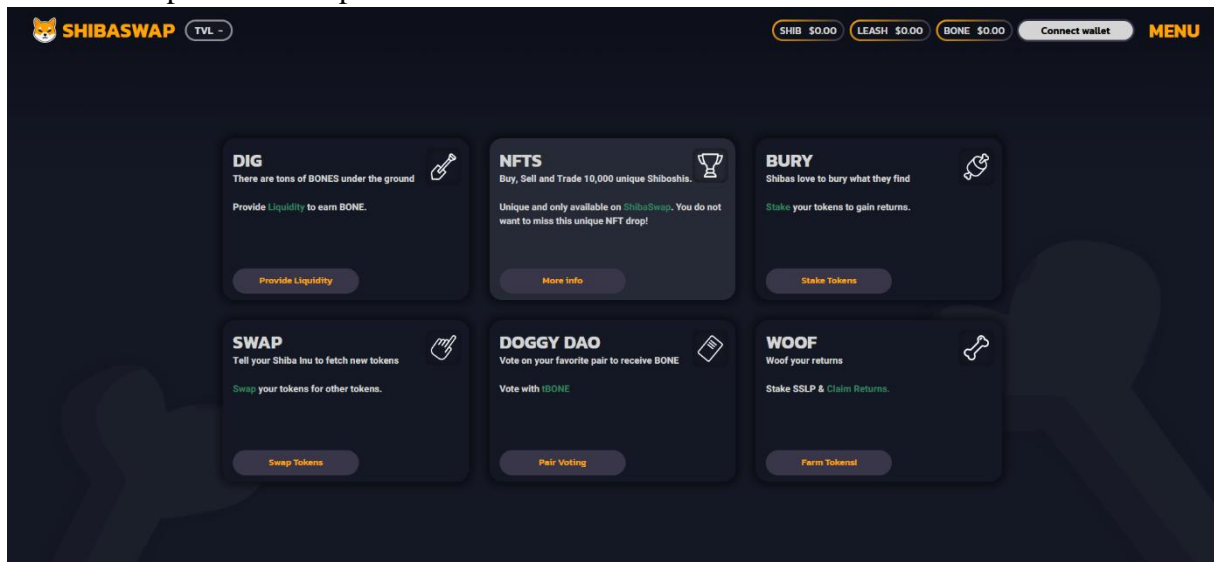 SHIBASWAP TVL - SHIB $0.00 LEASH $0.00 BONE $0.00 Connect wallet MENU
DIG
There are tons of BONES under the ground
Provide Liquidity to earn BONE.
Provide Liquidity
NFTS
Buy, Sell and Trade 10,000 unique Shiboshis.
Unique and only available on ShibaSwap. You do not
want to miss this unique NFT drop!
More info
BURY
Shibas love to bury what they find
Stake your tokens to gain returns.
Stake Tokens
SWAP
Tell your Shiba Inu to fetch new tokens
Swap your tokens for other tokens.
Swap Tokens
DOGGY DAO
Vote on your favorite pair to receive BONE
Vote with tBONE
Pair Voting
WOOF
Woof your returns
Stake SSLP & Claim Returns.
Farm Tokens!